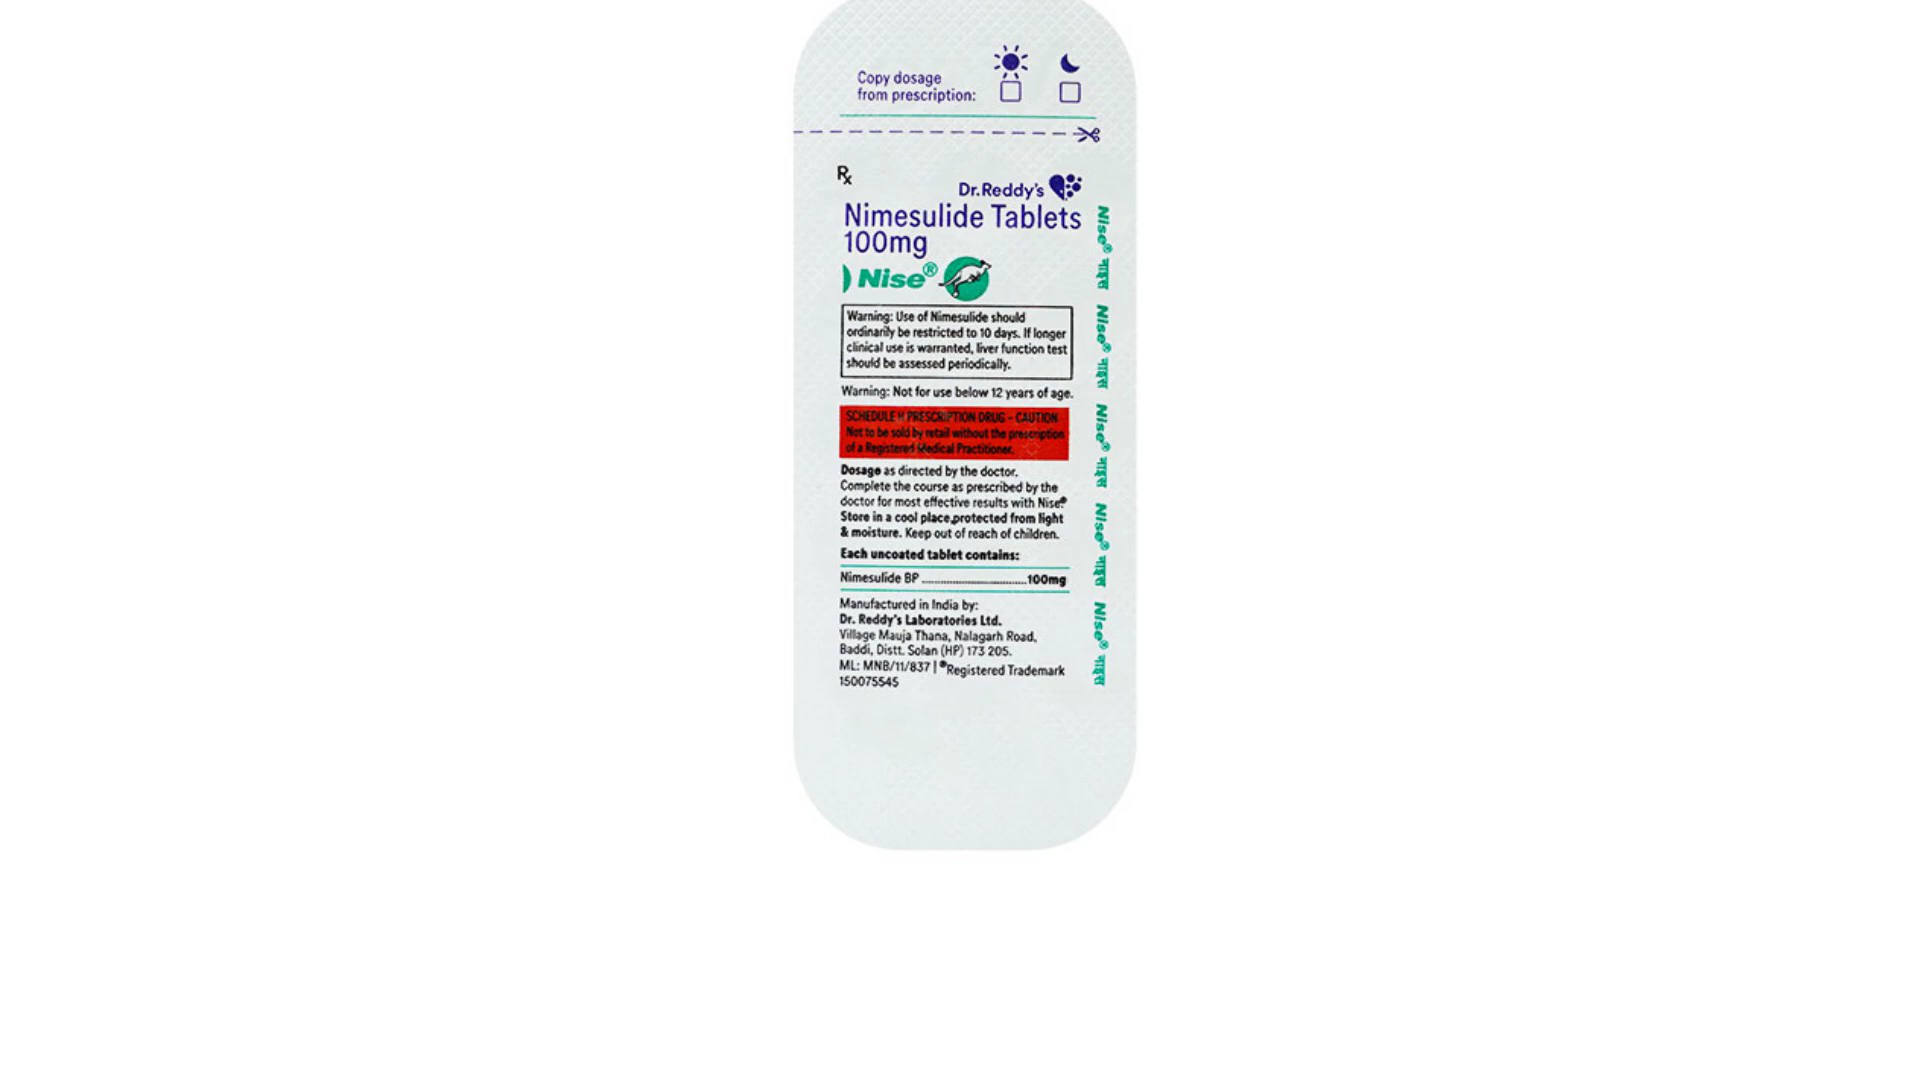 Copy dosage
from prescription:
Rx
Dr.Reddy's
Nimesulide Tablets
100mg
Nise®
Warning: Use of Nimesulide should
ordinarily be restricted to 10 days. If longer
clinical use is warranted, liver function test
should be assessed periodically.
Warning: Not for use below 12 years of age.
SCHEDULE H PRESCRIPTION DRUG - CAUTION
Not to be sold by retail without the prescription
of a Registered Medical Practitioner.
Dosage as directed by the doctor.
Complete the course as prescribed by the
doctor for most effective results with Nise®
Store in a cool place,protected from light
& moisture. Keep out of reach of children.
Each uncoated tablet contains:
Nimesulide BP ..............................100mg
Manufactured in India by:
Dr. Reddy's Laboratories Ltd.
Village Mauja Thana, Nalagarh Road,
Baddi, Distt. Solan (HP) 173 205.
ML: MNB/11/837 | ®Registered Trademark
150075545
Nise® नाइस Nise® नाइस Nise® नाइस Nise® नाइस Nise® नाइस